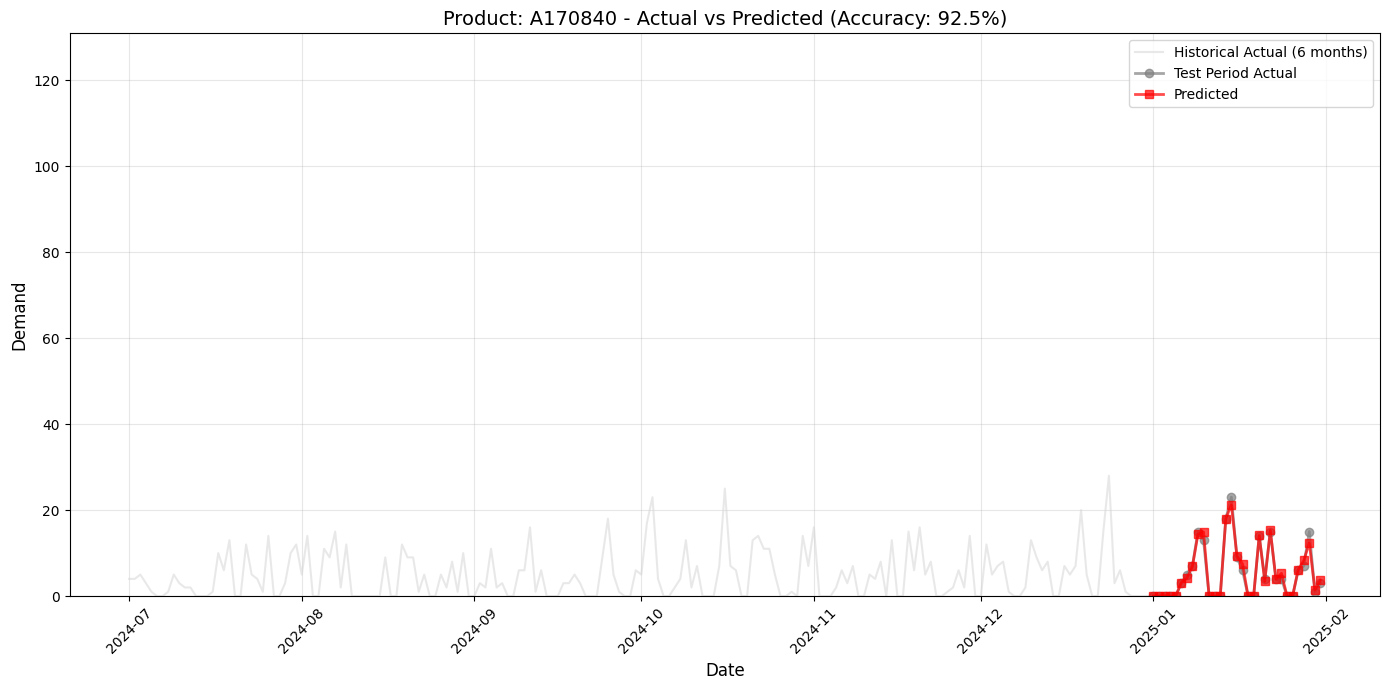 Product: A170840 - Actual vs Predicted (Accuracy: 92.5%)
Historical Actual (6 months)
Test Period Actual
Predicted
Demand
120
100
80
60
40
20
0
2024-07
2024-08
2024-09
2024-10
2024-11
2024-12
2025-01
2025-02
Date